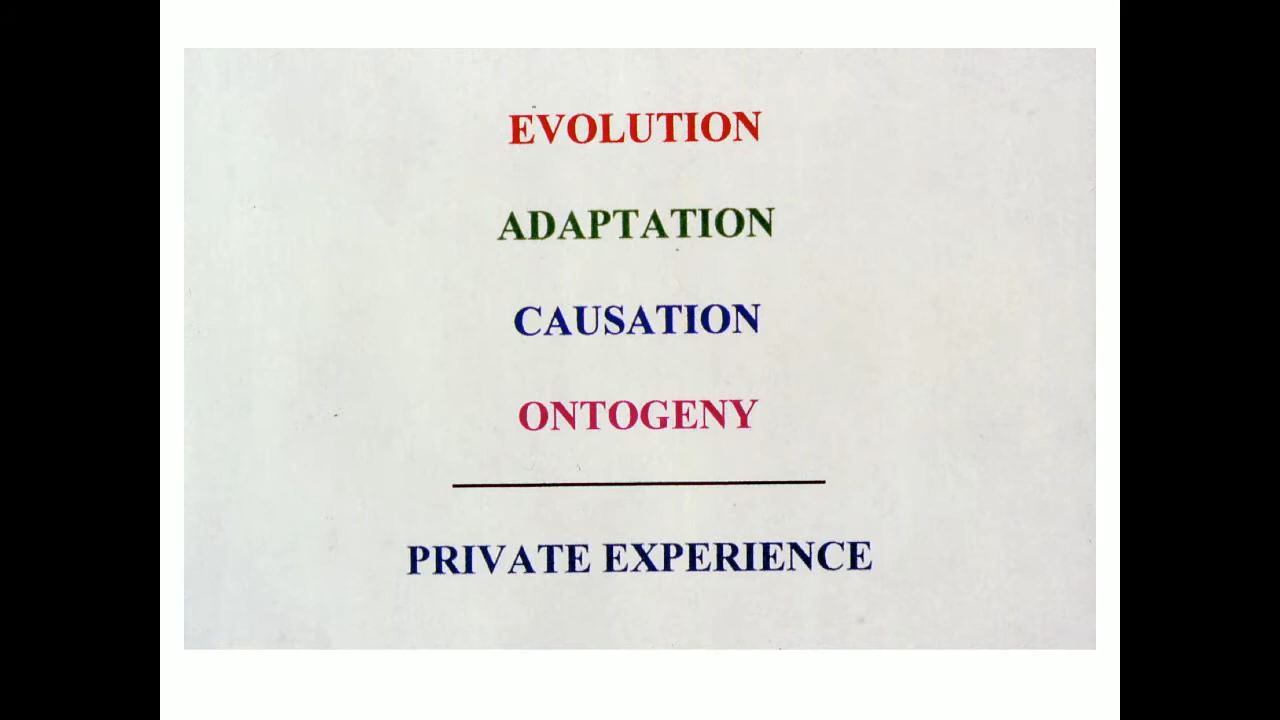 EVOLUTION
ADAPTATION
CAUSATION
ONTOGENY
PRIVATE EXPERIENCE